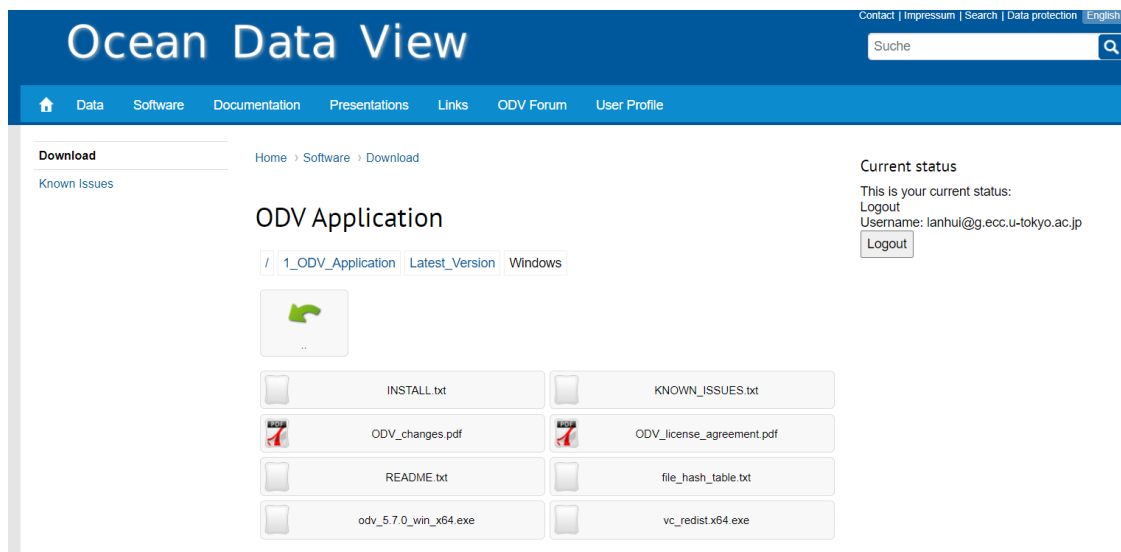 Contact | Impressum | Search | Data protection English
Ocean Data View
Suche
Data Software Documentation Presentations Links ODV Forum User Profile
Download
Known Issues
Home › Software › Download
ODV Application
/ 1_ODV_Application Latest_Version Windows
..
INSTALL.txt KNOWN_ISSUES.txt
PDF ODV_changes.pdf PDF ODV_license_agreement.pdf
README.txt file_hash_table.txt
odv_5.7.0_win_x64.exe vc_redist.x64.exe
Current status
This is your current status:
Logout
Username: lanhui@g.ecc.u-tokyo.ac.jp
Logout